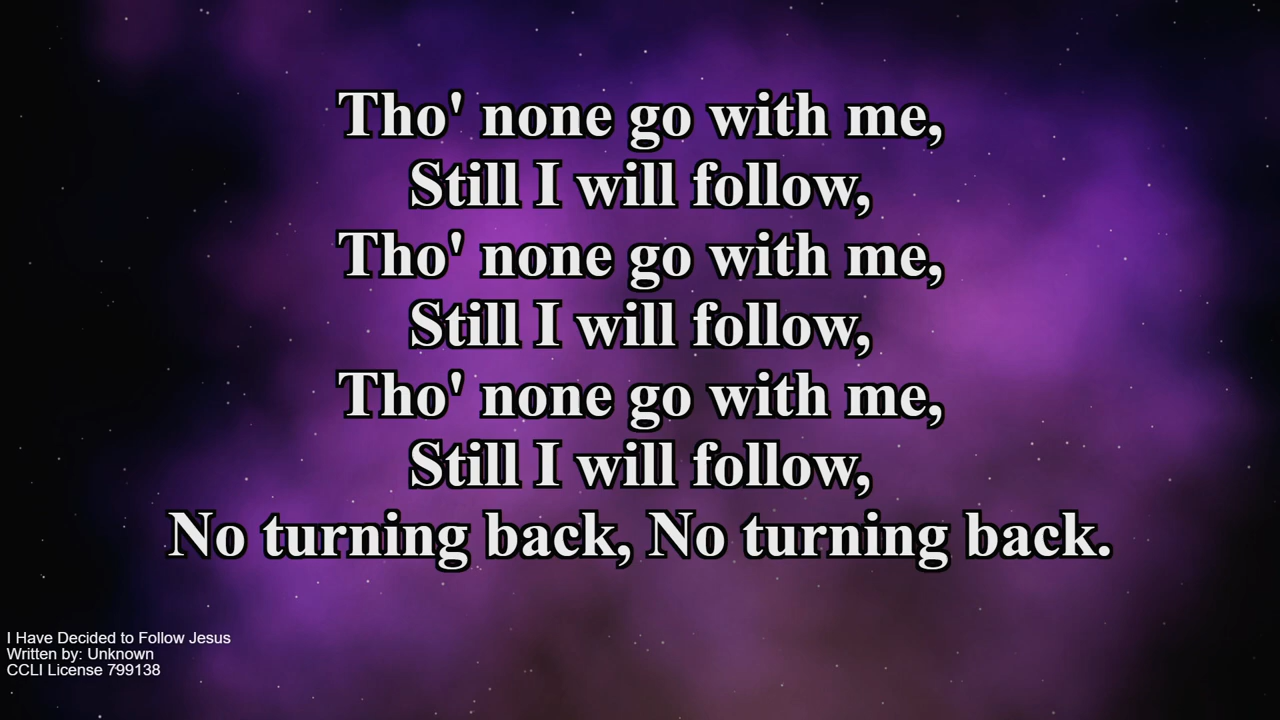 Tho' none go with me,
Still I will follow,
Tho' none go with me,
Still I will follow,
Tho' none go with me,
Still I will follow,
No turning back, No turning back.
I Have Decided to Follow Jesus
Written by: Unknown
CCLI License 799138